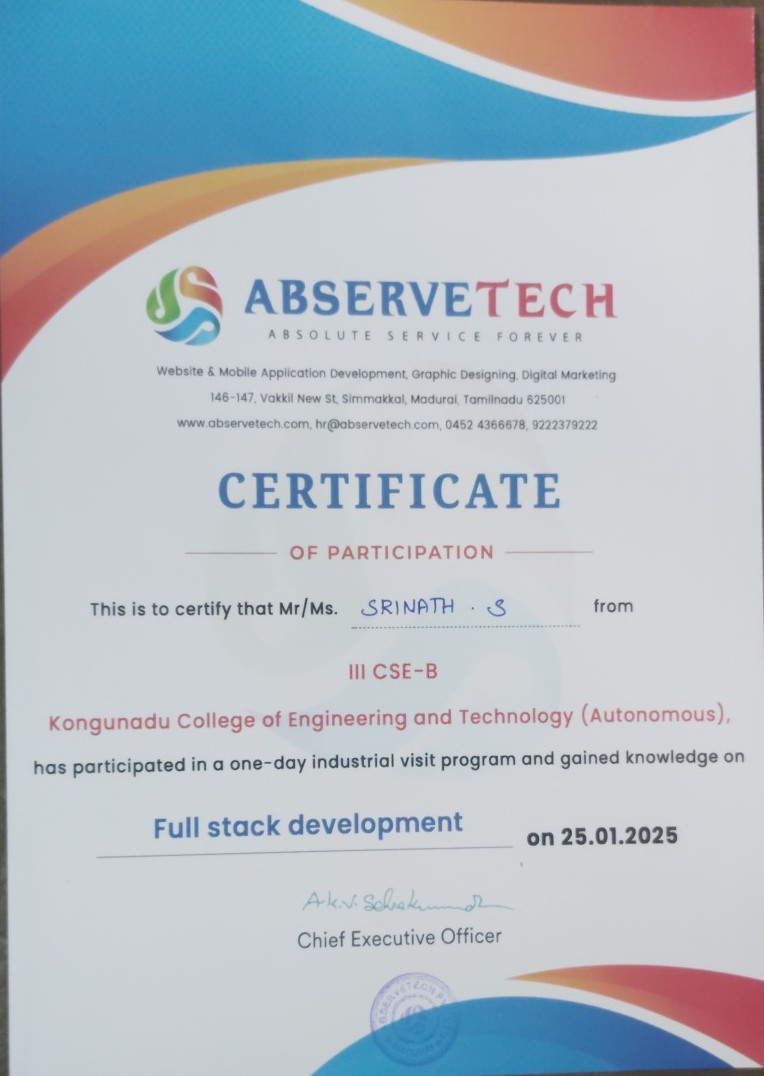 ABSERVETECH
ABSOLUTE SERVICE FOREVER
Website & Mobile Application Development, Graphic Designing, Digital Marketing
146-147, Vakkil New St, Simmakkal, Madurai, Tamilnadu 625001
www.abservetech.com, hr@abservetech.com, 0452 4366678, 9222379222
CERTIFICATE
OF PARTICIPATION
This is to certify that Mr/Ms. SRINATH . S from
III CSE-B
Kongunadu College of Engineering and Technology (Autonomous),
has participated in a one-day industrial visit program and gained knowledge on
Full stack development on 25.01.2025
Chief Executive Officer